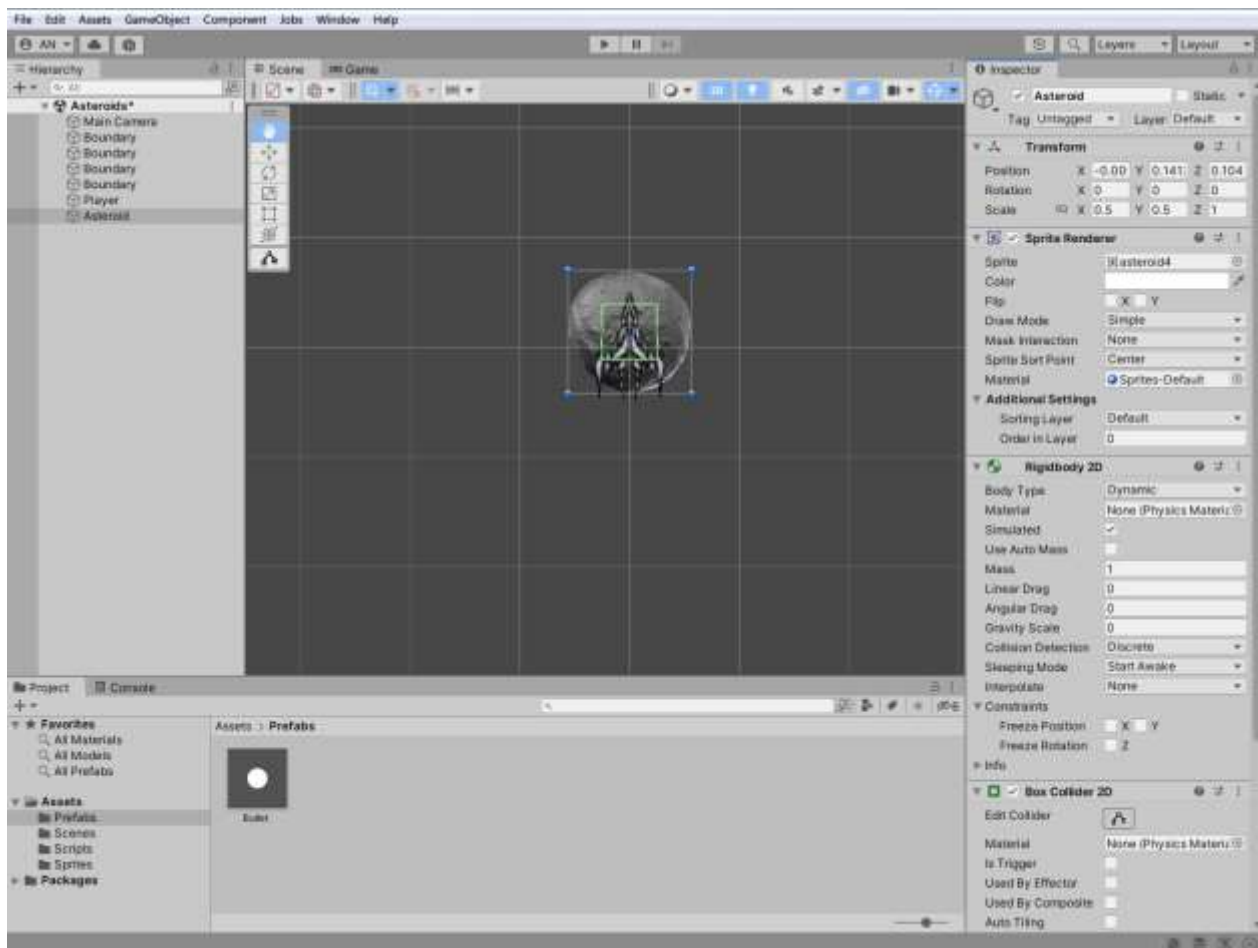 File Edit Assets GameObject Component Jobs Window Help
AN Layers Layout
Hierarchy Scene Game Inspector
All
Asteroids*
Main Camera
Boundary
Boundary
Boundary
Boundary
Player
Asteroid
Asteroid Static
Tag Untagged Layer Default
Transform
Position X -0.00 Y 0.141 Z 0.104
Rotation X 0 Y 0 Z 0
Scale X 0.5 Y 0.5 Z 1
Sprite Renderer
Sprite asteroid4
Color
Flip X Y
Draw Mode Simple
Mask Interaction None
Sprite Sort Point Center
Material Sprites-Default
Additional Settings
Sorting Layer Default
Order in Layer 0
Rigidbody 2D
Body Type Dynamic
Material None (Physics Materic
Simulated
Use Auto Mass
Mass 1
Linear Drag 0
Angular Drag 0
Gravity Scale 0
Collision Detection Discrete
Sleeping Mode Start Awake
Interpolate None
Constraints
Freeze Position X Y
Freeze Rotation Z
Info
Box Collider 2D
Edit Collider
Material None (Physics Materic
Is Trigger
Used By Effector
Used By Composite
Auto Tiling
Project Console
Favorites
All Materials
All Models
All Prefabs
Assets
Prefabs
Scenes
Scripts
Sprites
Packages
Assets > Prefabs
Bullet